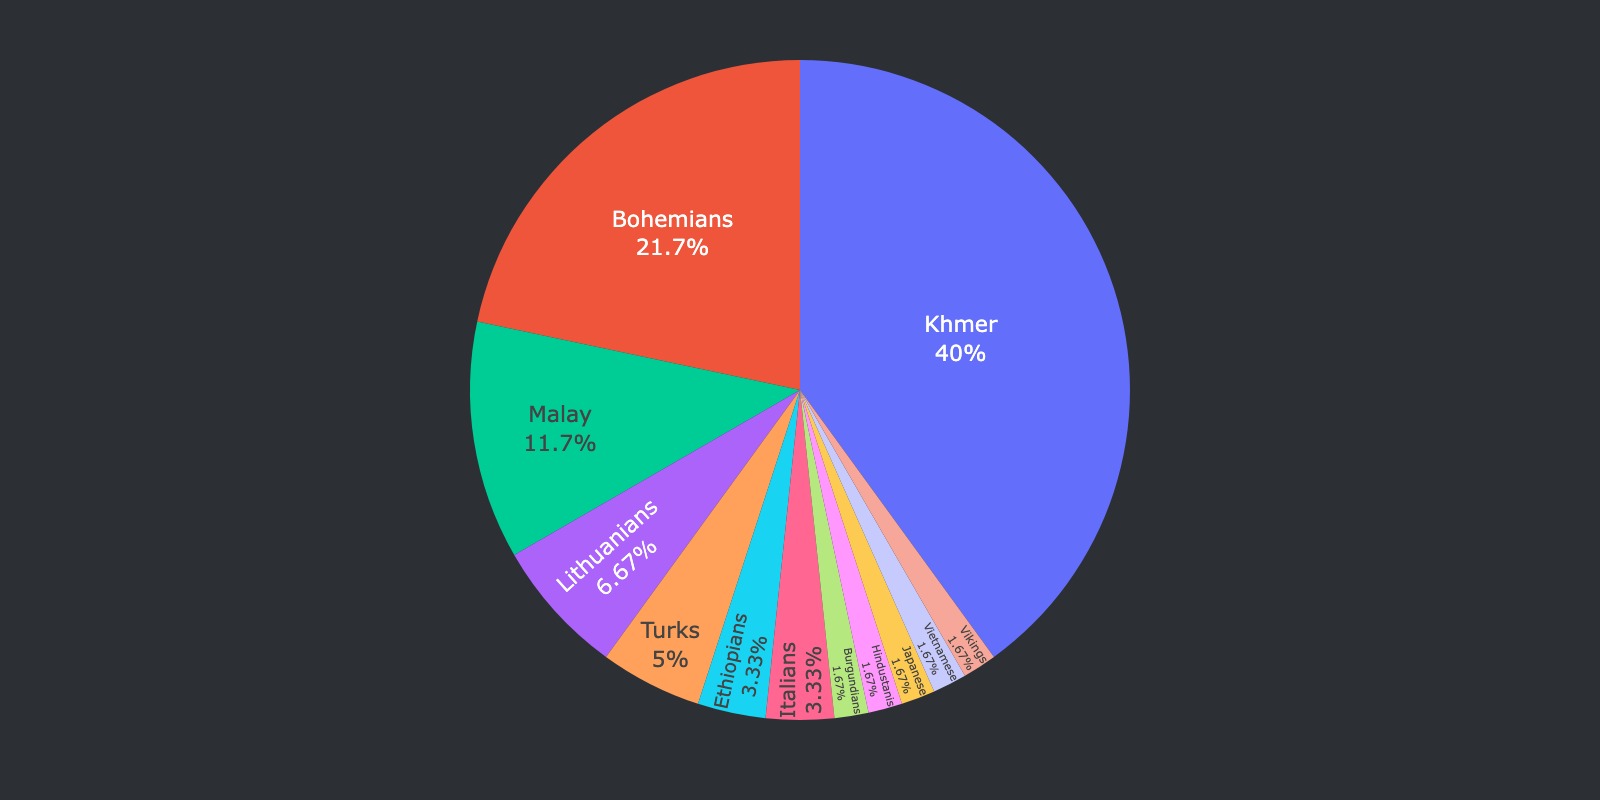 Bohemians
21.7%
Khmer
40%
Malay
11.7%
Lithuanians
6.67%
Turks
5%
Ethiopians
3.33%
Italians
3.33%
Burgundians
1.67%
Hindustanis
1.67%
Japanese
1.67%
Vietnamese
1.67%
Vikings
1.67%